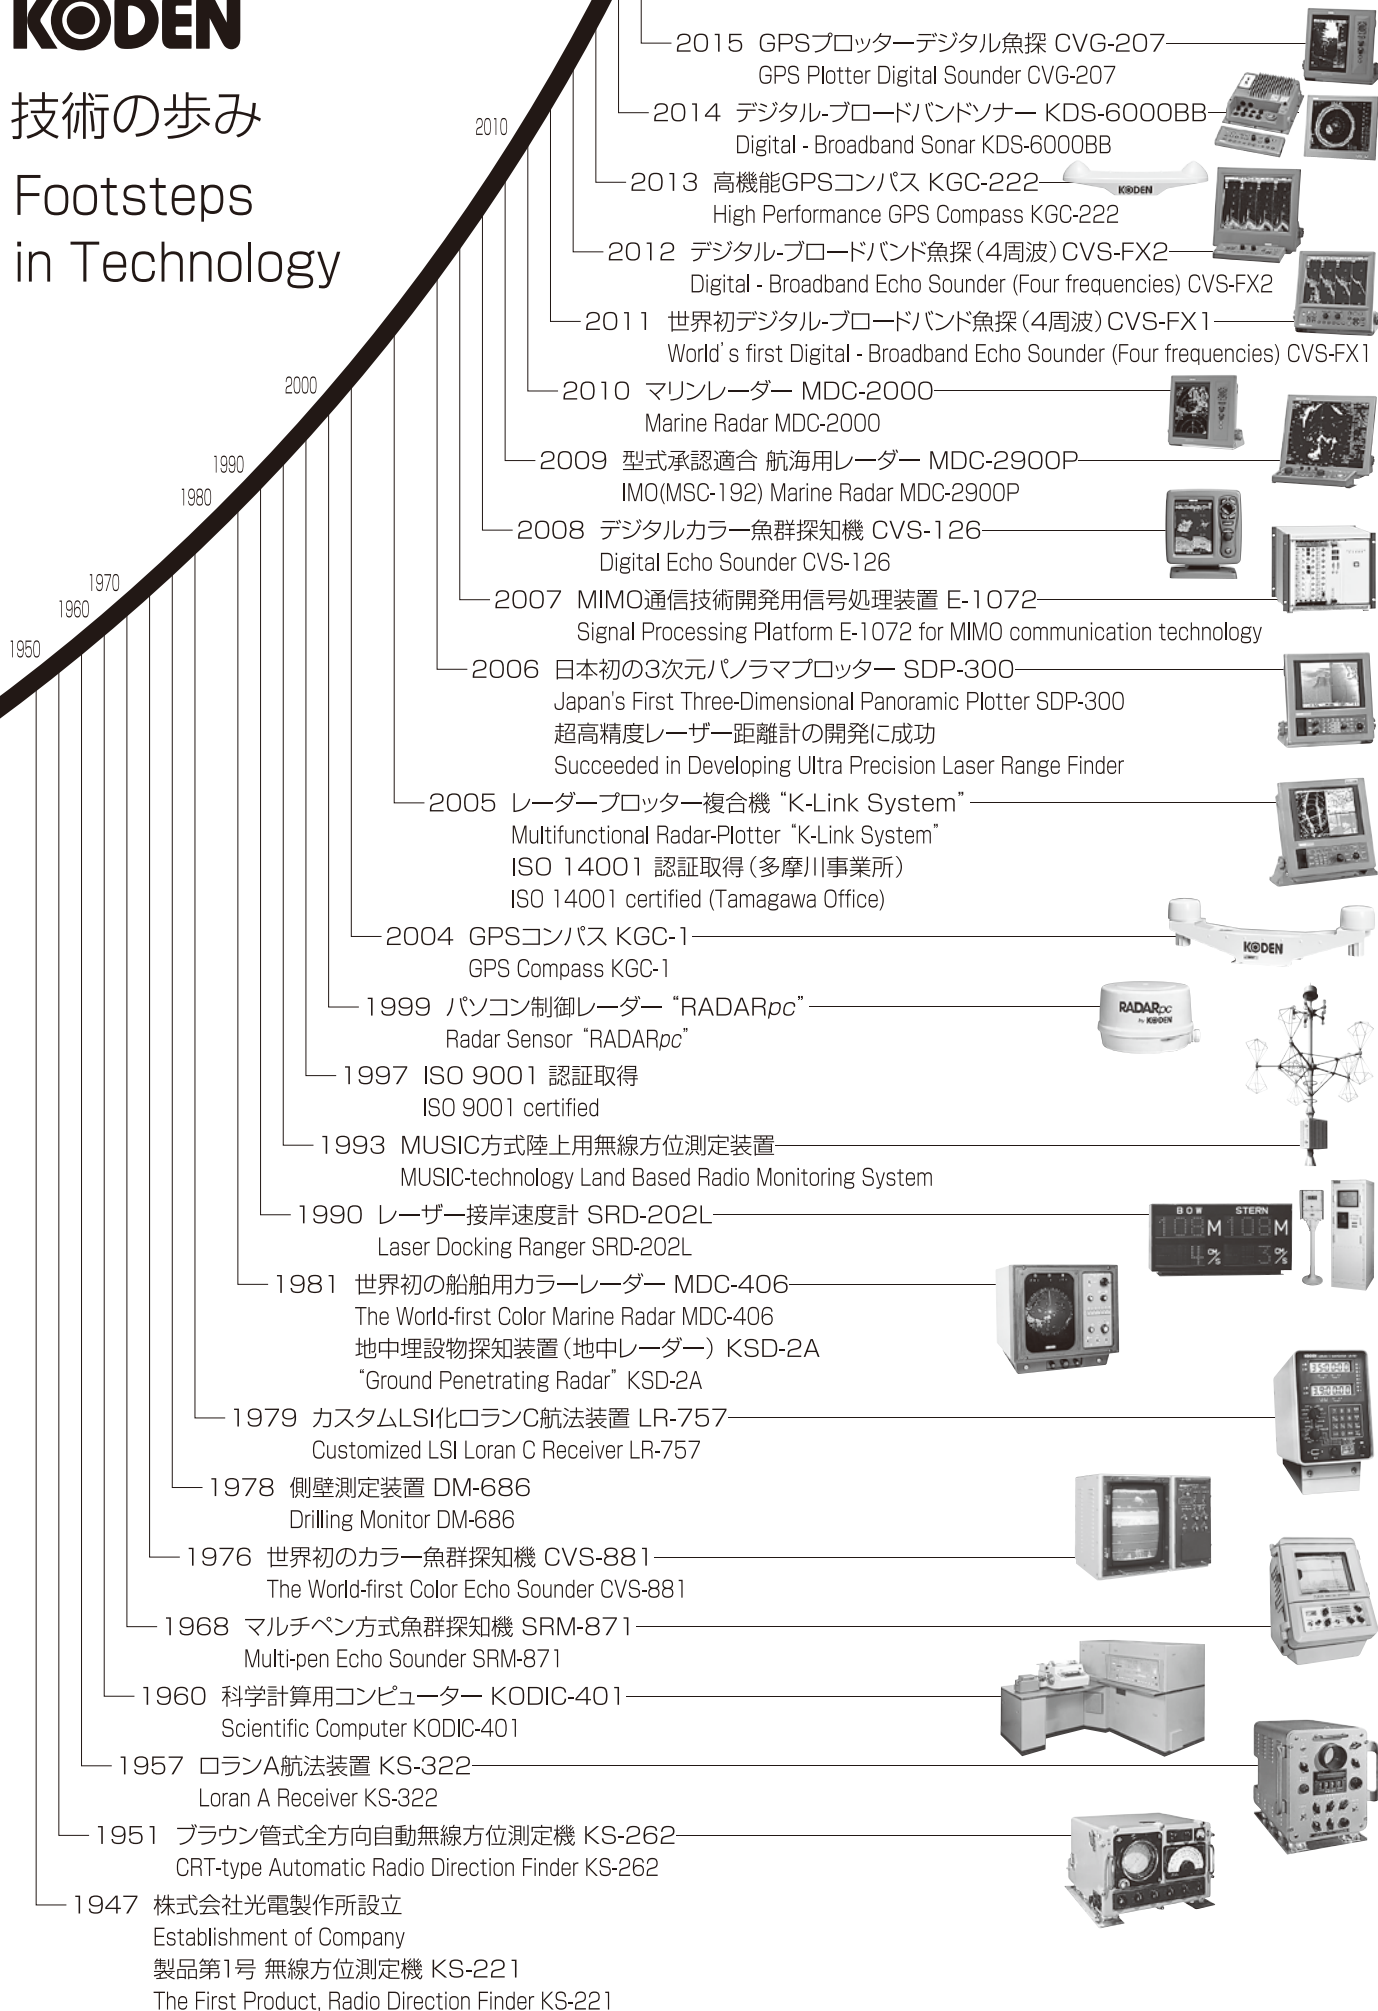 KODEN
技術の歩み
Footsteps
in Technology
2010
2000
1990
1980
1970
1960
1950
2015 GPSプロッターデジタル魚探 CVG-207
GPS Plotter Digital Sounder CVG-207
2014 デジタル-ブロードバンドソナー KDS-6000BB
Digital - Broadband Sonar KDS-6000BB
2013 高機能GPSコンパス KGC-222
KODEN
High Performance GPS Compass KGC-222
2012 デジタル-ブロードバンド魚探(4周波)CVS-FX2
Digital - Broadband Echo Sounder (Four frequencies) CVS-FX2
2011 世界初デジタル-ブロードバンド魚探(4周波)CVS-FX1
World's first Digital - Broadband Echo Sounder (Four frequencies) CVS-FX1
2010 マリンレーダー MDC-2000
Marine Radar MDC-2000
2009 型式承認適合 航海用レーダー MDC-2900P
IMO(MSC-192) Marine Radar MDC-2900P
2008 デジタルカラー魚群探知機 CVS-126
Digital Echo Sounder CVS-126
2007 MIMO通信技術開発用信号処理装置 E-1072
Signal Processing Platform E-1072 for MIMO communication technology
2006 日本初の3次元パノラマプロッター SDP-300
Japan's First Three-Dimensional Panoramic Plotter SDP-300
超高精度レーザー距離計の開発に成功
Succeeded in Developing Ultra Precision Laser Range Finder
2005 レーダープロッター複合機 "K-Link System"
Multifunctional Radar-Plotter "K-Link System"
ISO 14001 認証取得(多摩川事業所)
ISO 14001 certified (Tamagawa Office)
2004 GPSコンパス KGC-1
KODEN
GPS Compass KGC-1
1999 パソコン制御レーダー "RADARpc"
RADARpc
by KODEN
Radar Sensor "RADARpc"
1997 ISO 9001 認証取得
ISO 9001 certified
1993 MUSIC方式陸上用無線方位測定装置
MUSIC-technology Land Based Radio Monitoring System
1990 レーザー接岸速度計 SRD-202L
BOW STERN
108M 108M
4 CM/S 3 CM/S
Laser Docking Ranger SRD-202L
1981 世界初の船舶用カラーレーダー MDC-406
The World-first Color Marine Radar MDC-406
地中埋設物探知装置(地中レーダー) KSD-2A
"Ground Penetrating Radar" KSD-2A
1979 カスタムLSI化ロランC航法装置 LR-757
Customized LSI Loran C Receiver LR-757
1978 側壁測定装置 DM-686
Drilling Monitor DM-686
1976 世界初のカラー魚群探知機 CVS-881
The World-first Color Echo Sounder CVS-881
1968 マルチペン方式魚群探知機 SRM-871
Multi-pen Echo Sounder SRM-871
1960 科学計算用コンピューター KODIC-401
Scientific Computer KODIC-401
1957 ロランA航法装置 KS-322
Loran A Receiver KS-322
1951 ブラウン管式全方向自動無線方位測定機 KS-262
CRT-type Automatic Radio Direction Finder KS-262
1947 株式会社光電製作所設立
Establishment of Company
製品第1号 無線方位測定機 KS-221
The First Product, Radio Direction Finder KS-221